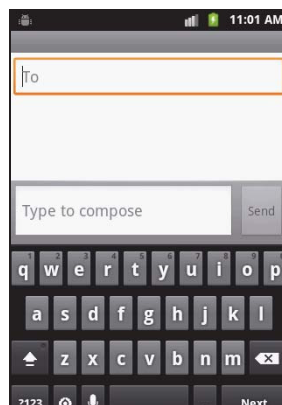 11:01 AM
To
Type to compose
Send
q w e r t y u i o p
a s d f g h j k l
z x c v b n m
?123
Next